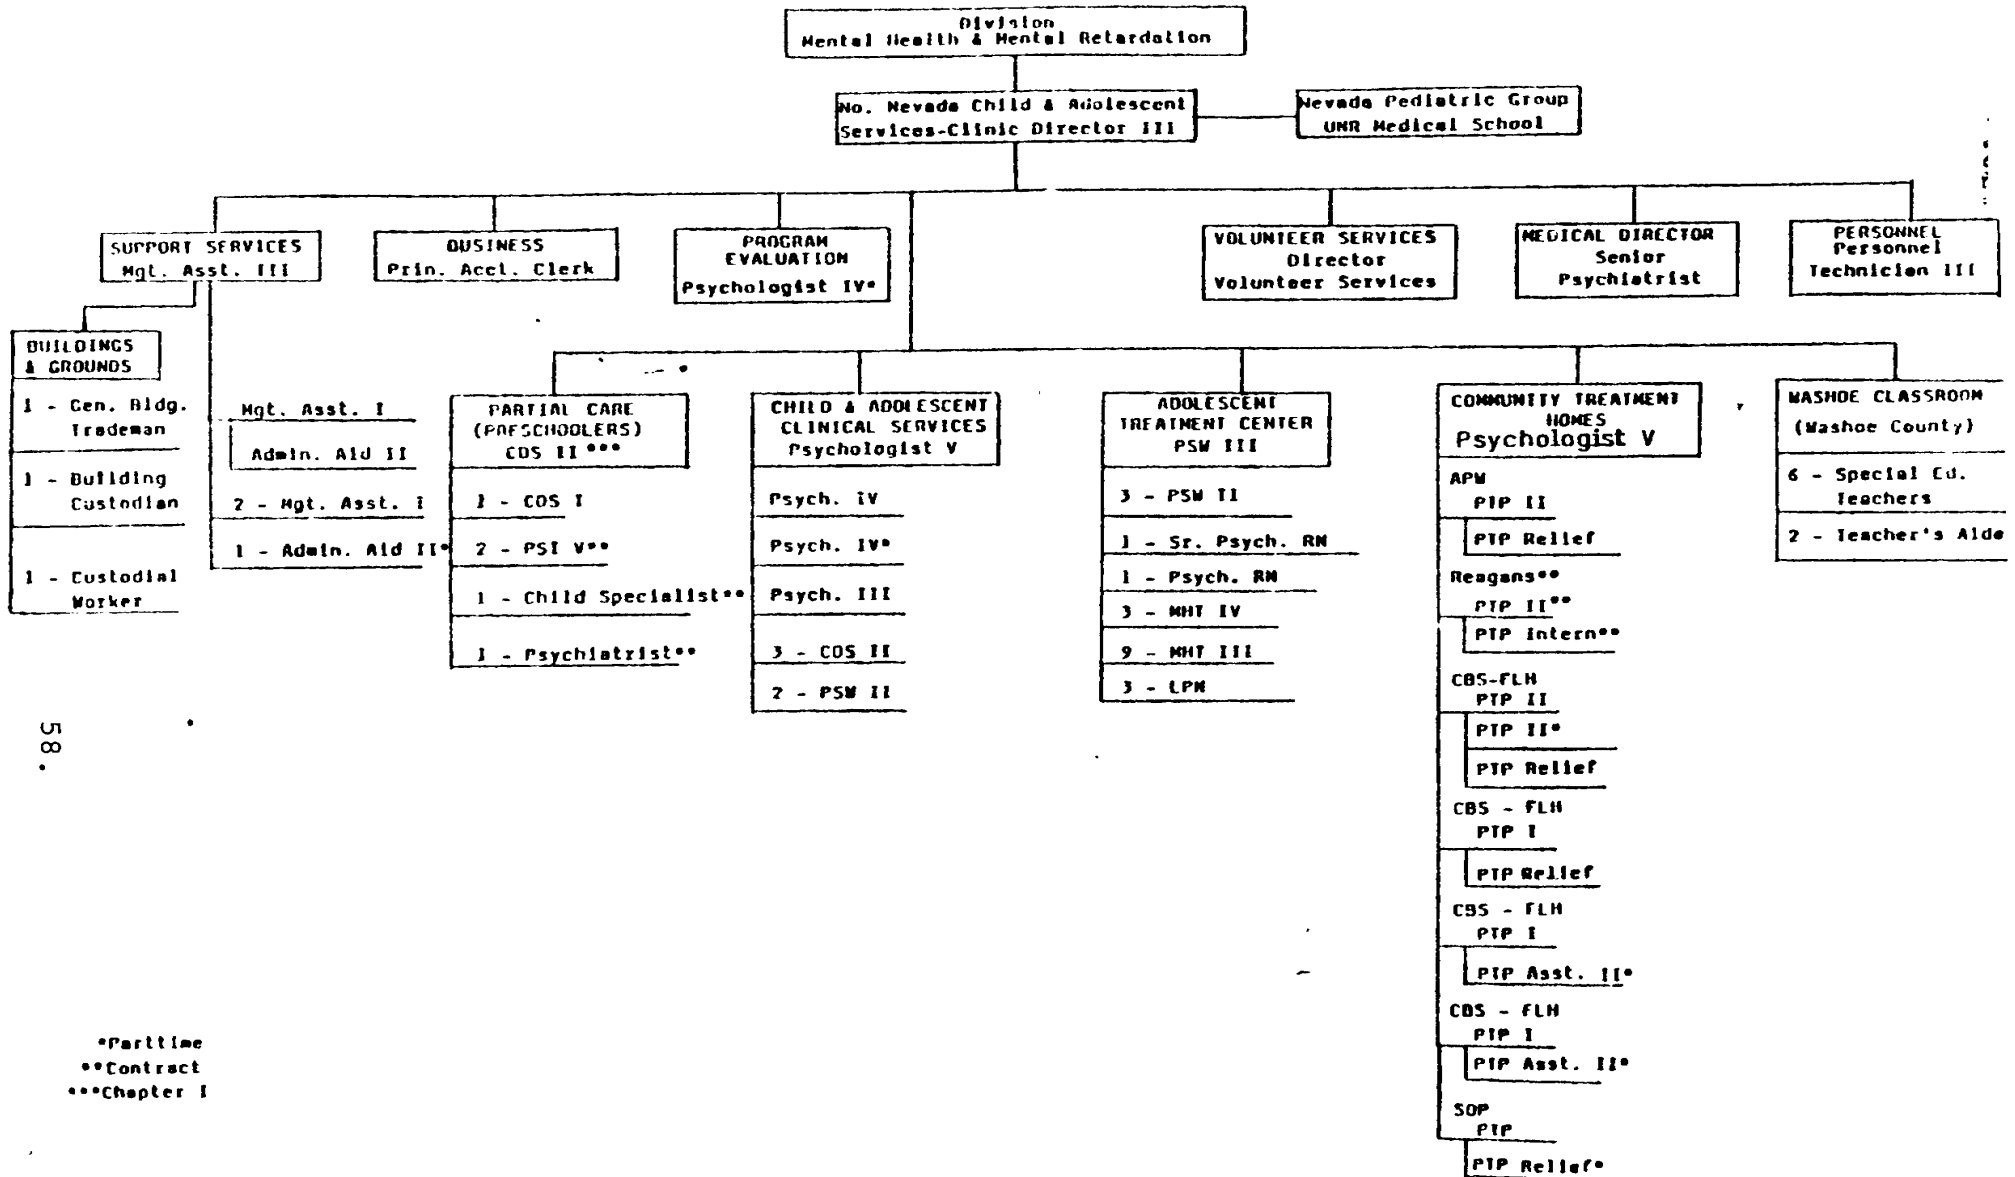 Division
Mental Health & Mental Retardation
No. Nevada Child & Adolescent
Services-Clinic Director III
Nevada Pediatric Group
UNR Medical School
SUPPORT SERVICES
Mgt. Asst. III
BUSINESS
Prin. Acct. Clerk
PROGRAM
EVALUATION
Psychologist IV*
VOLUNTEER SERVICES
Director
Volunteer Services
MEDICAL DIRECTOR
Senior
Psychiatrist
PERSONNEL
Personnel
Technician III
BUILDINGS
& GROUNDS
1 - Gen. Bldg.
Trademan
1 - Building
Custodian
1 - Custodial
Worker
Mgt. Asst. I
Admin. Aid II
2 - Mgt. Asst. I
1 - Admin. Aid II*
PARTIAL CARE
(PRESCHOOLERS)
CDS II ***
1 - CDS I
2 - PSI V**
1 - Child Specialist**
1 - Psychiatrist**
CHILD & ADOLESCENT
CLINICAL SERVICES
Psychologist V
Psych. IV
Psych. IV*
Psych. III
3 - CDS II
2 - PSW II
ADOLESCENT
TREATMENT CENTER
PSW III
3 - PSW II
1 - Sr. Psych. RN
1 - Psych. RN
3 - MHT IV
9 - MHT III
3 - LPN
COMMUNITY TREATMENT
HOMES
Psychologist V
APW
PTP II
PTP Relief
Reagans**
PTP II**
PTP Intern**
CBS-FLH
PTP II
PTP II*
PTP Relief
CBS - FLH
PTP I
PTP Relief
CBS - FLH
PTP I
PTP Asst. II*
CBS - FLH
PTP I
PTP Asst. II*
SOP
PTP
PTP Relief*
WASHOE CLASSROOM
(Washoe County)
6 - Special Ed.
Teachers
2 - Teacher's Aide
58.
*Parttime
**Contract
***Chapter I